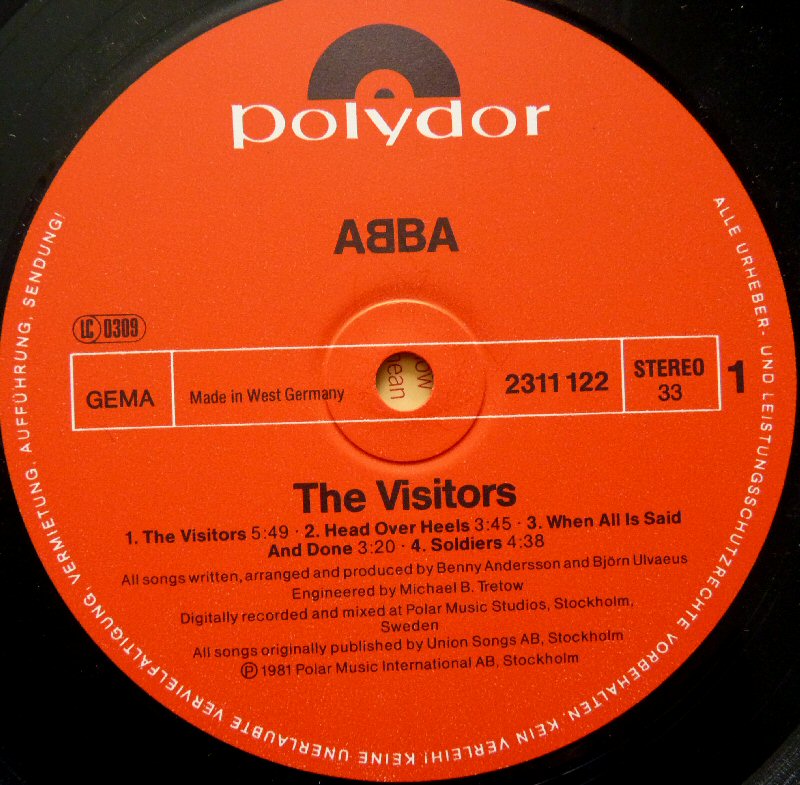 polydor
ABBA
LC 0309
GEMA
Made in West Germany
2311 122
STEREO
33
1
ow
ean
The Visitors
1. The Visitors 5:49 · 2. Head Over Heels 3:45 · 3. When All Is Said
And Done 3:20 · 4. Soldiers 4:38
All songs written, arranged and produced by Benny Andersson and Björn Ulvaeus
Engineered by Michael B. Tretow
Digitally recorded and mixed at Polar Music Studios, Stockholm,
Sweden
All songs originally published by Union Songs AB, Stockholm
℗ 1981 Polar Music International AB, Stockholm
ALLE URHEBER- UND LEISTUNGSSCHUTZRECHTE VORBEHALTEN. KEIN VERLEIH! KEINE UNERLAUBTE VERVIELFÄLTIGUNG, VERMIETUNG, AUFFÜHRUNG, SENDUNG!